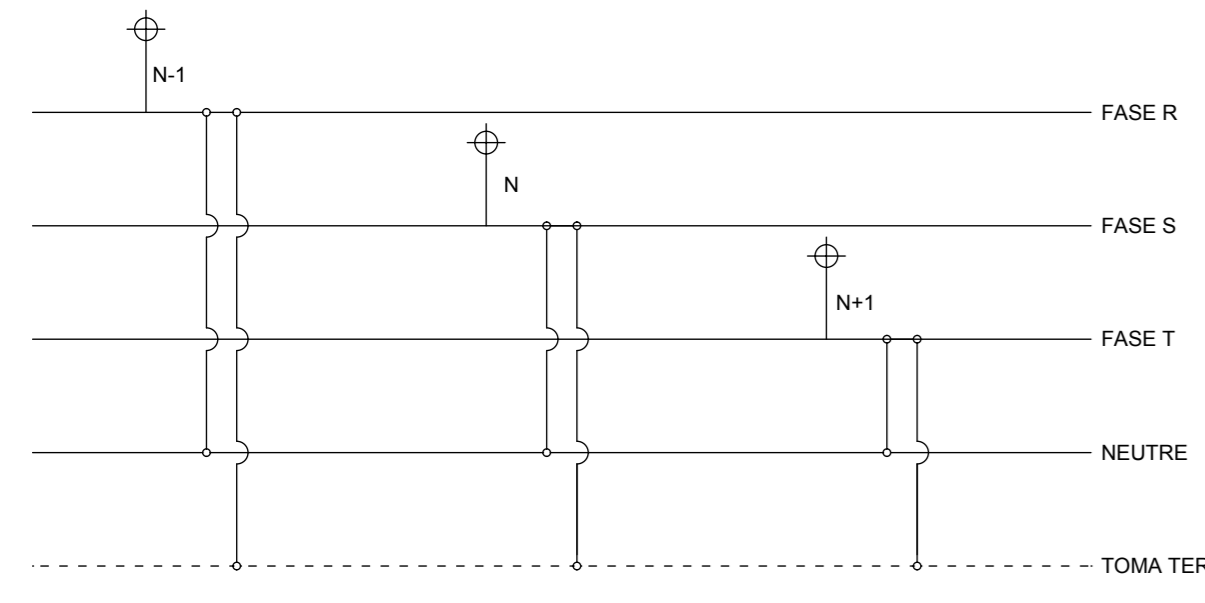 N-1
FASE R
N
FASE S
N+1
FASE T
NEUTRE
TOMA TER